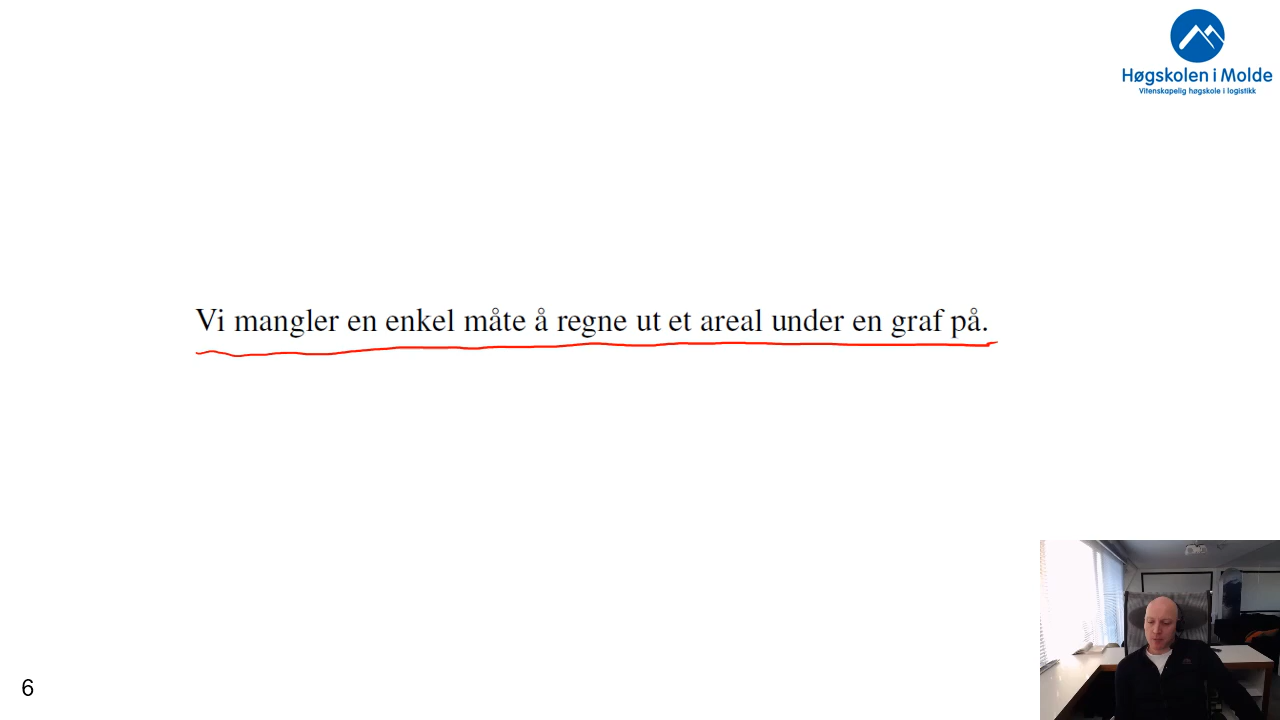 Høgskolen i Molde
Vitenskapelig høgskole i logistikk
Vi mangler en enkel måte å regne ut et areal under en graf på.
6